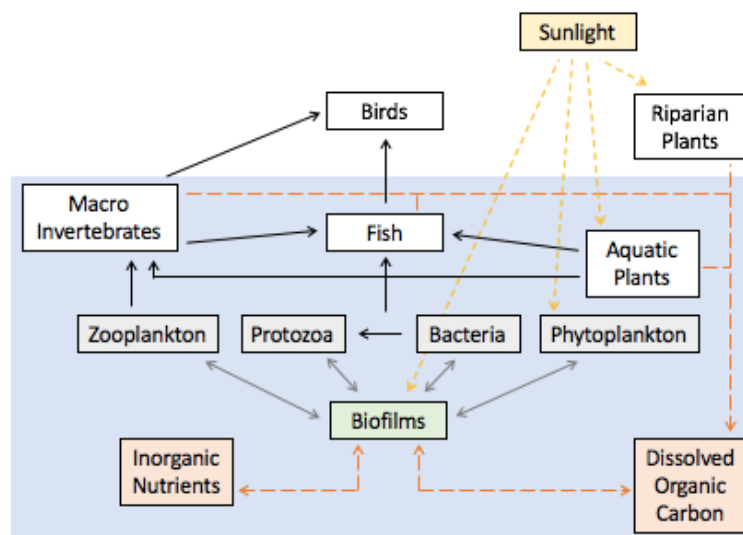 Sunlight
Birds
Riparian
Plants
Macro
Invertebrates
Fish
Aquatic
Plants
Zooplankton
Protozoa
Bacteria
Phytoplankton
Biofilms
Inorganic
Nutrients
Dissolved
Organic
Carbon